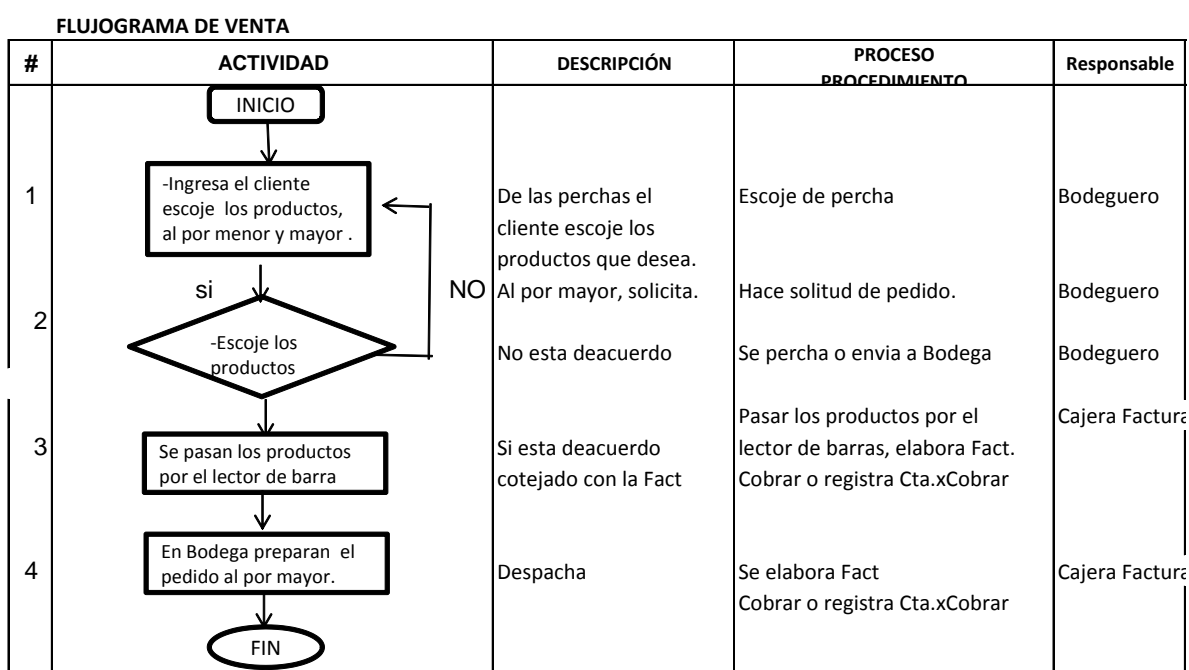 FLUJOGRAMA DE VENTA
# ACTIVIDAD DESCRIPCIÓN PROCESO PROCEDIMIENTO Responsable
INICIO
1
-Ingresa el cliente
escoje los productos,
al por menor y mayor .
De las perchas el
cliente escoje los
productos que desea.
Escoje de percha
Bodeguero
si
NO
Al por mayor, solicita.
Hace solitud de pedido.
Bodeguero
2
-Escoje los
productos
No esta deacuerdo
Se percha o envia a Bodega
Bodeguero
3
Se pasan los productos
por el lector de barra
Si esta deacuerdo
cotejado con la Fact
Pasar los productos por el
lector de barras, elabora Fact.
Cobrar o registra Cta.xCobrar
Cajera Factura
4
En Bodega preparan el
pedido al por mayor.
Despacha
Se elabora Fact
Cobrar o registra Cta.xCobrar
Cajera Factura
FIN